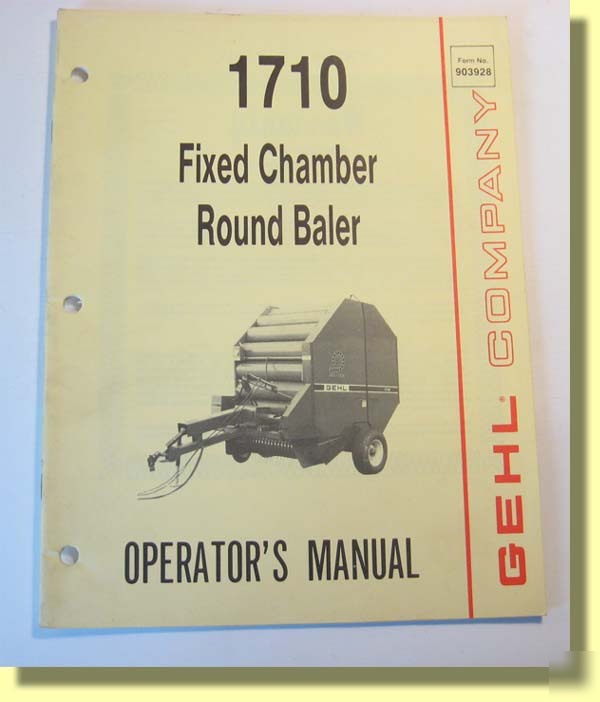 1710
Form No.
903928
Fixed Chamber
Round Baler
GEHL
OPERATOR'S MANUAL
GEHL® COMPANY